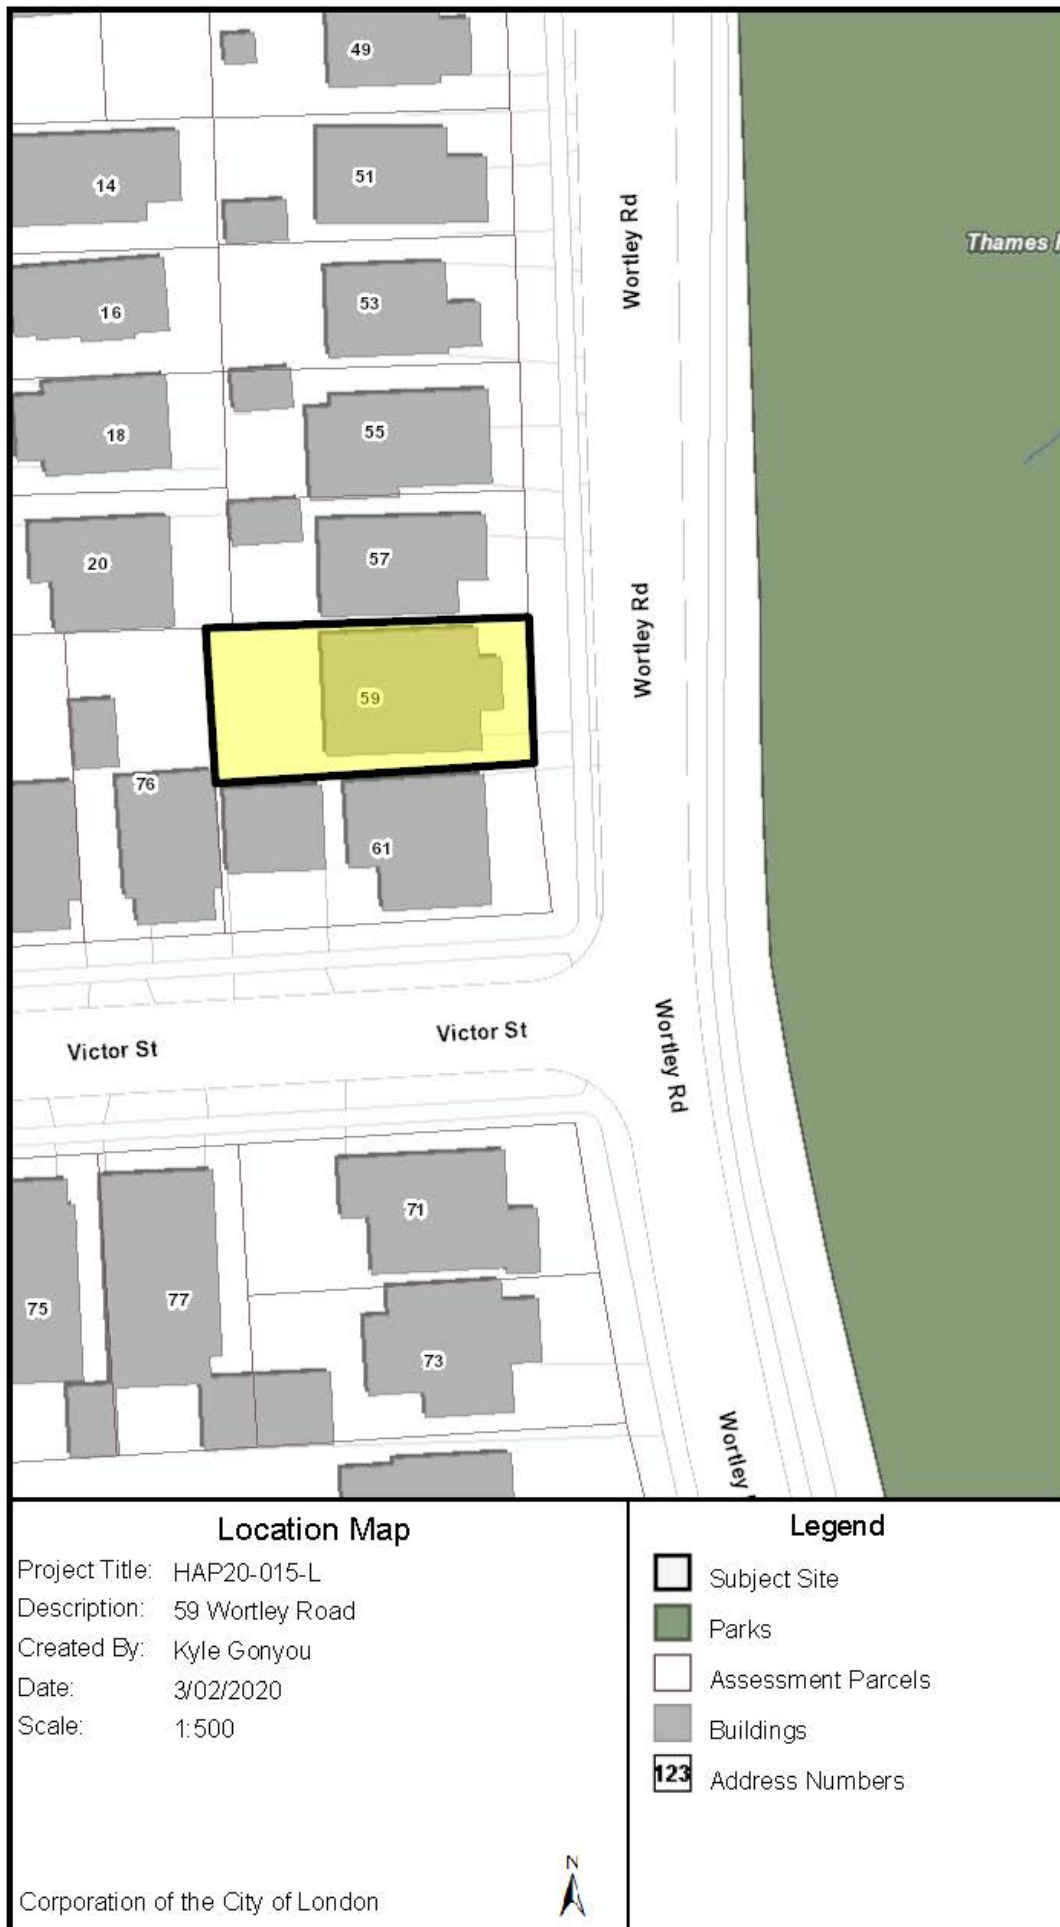 49
14
51
Wortley Rd
Thames
16
53
18
55
20
57
Wortley Rd
59
76
61
Victor St
Victor St
Wortley Rd
71
75
77
73
Wortley
Location Map
Project Title: HAP20-015-L
Description: 59 Wortley Road
Created By: Kyle Gonyou
Date: 3/02/2020
Scale: 1:500
Corporation of the City of London
N
Legend
Subject Site
Parks
Assessment Parcels
Buildings
123 Address Numbers